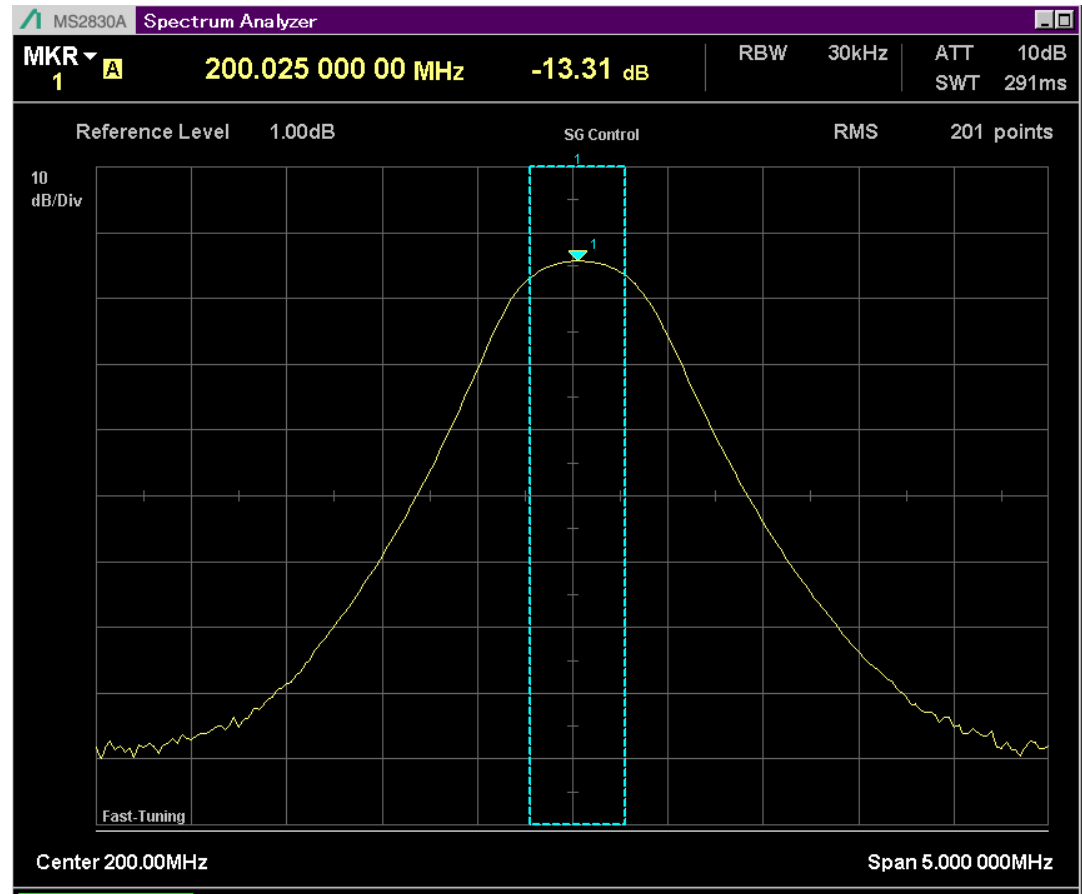 MS2830A Spectrum Analyzer
MKR A 200.025 000 00 MHz -13.31 dB RBW 30kHz ATT 10dB
1 SWT 291ms
Reference Level 1.00dB SG Control RMS 201 points
1
10
dB/Div
1
Fast-Tuning
Center 200.00MHz Span 5.000 000MHz